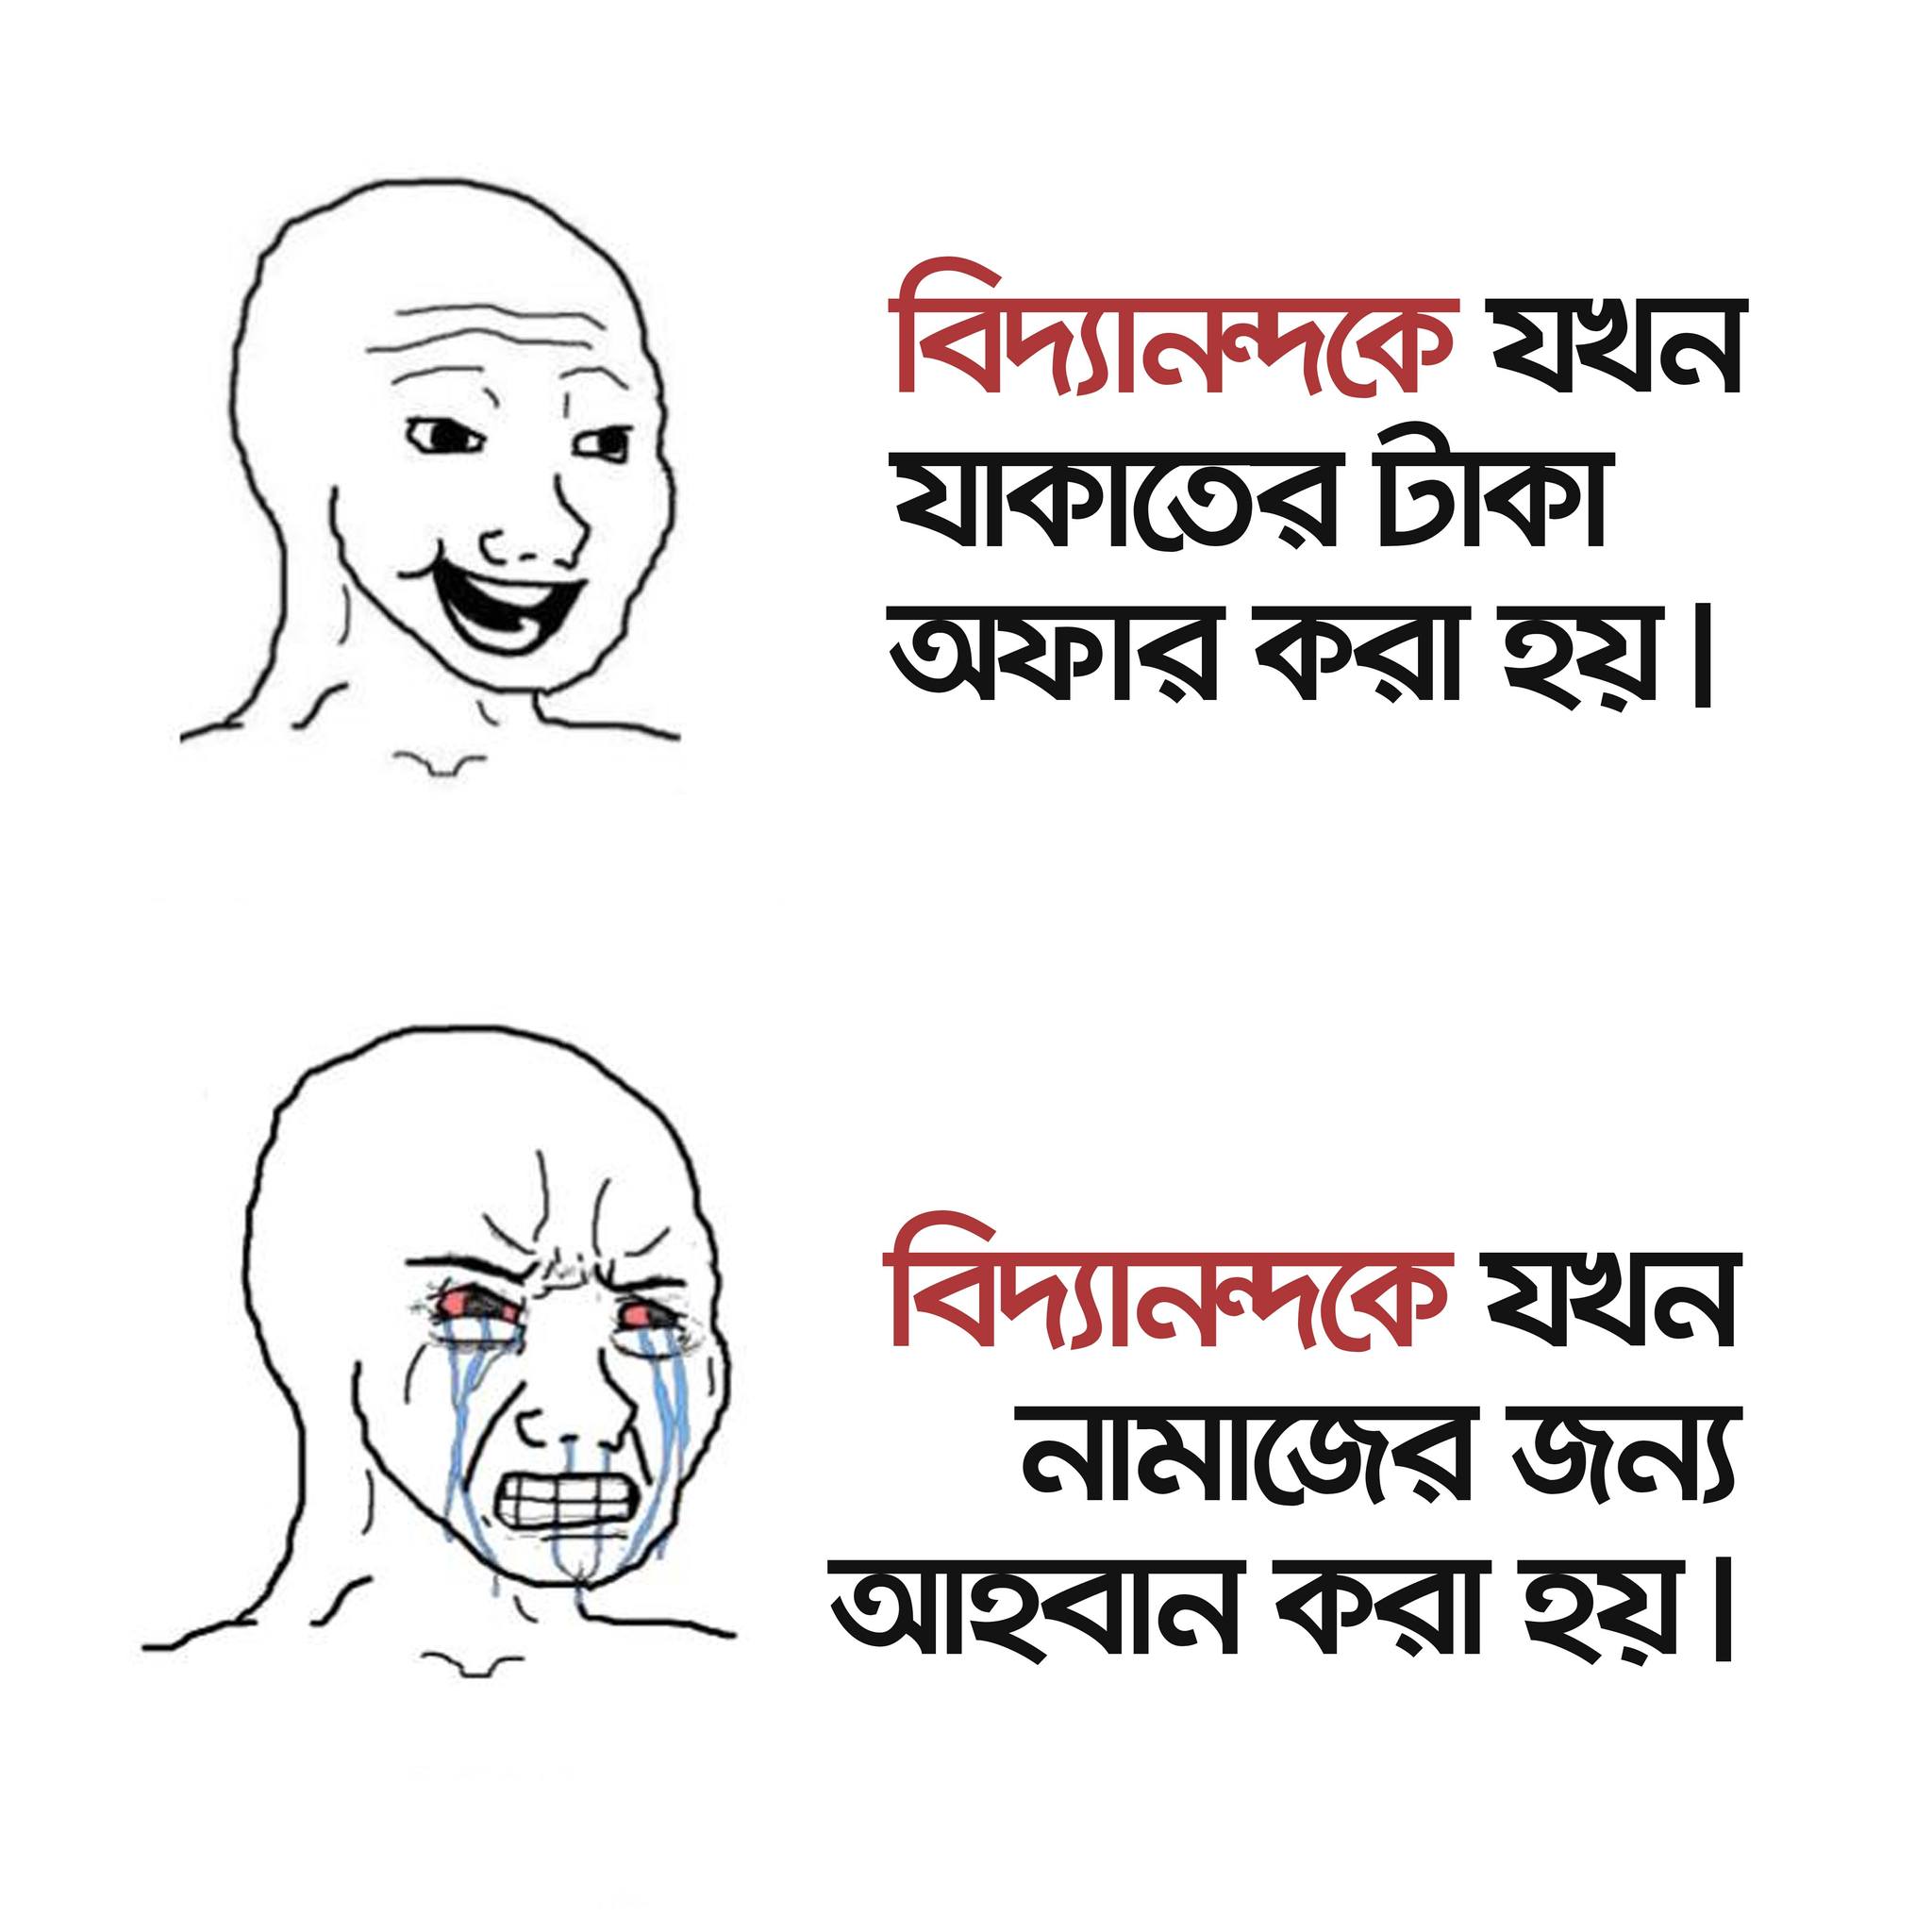 বিদ্যানন্দকে যখন
যাকাতের টাকা
অফার করা হয়।
বিদ্যানন্দকে যখন
নামাজের জন্য
আহবান করা হয়।